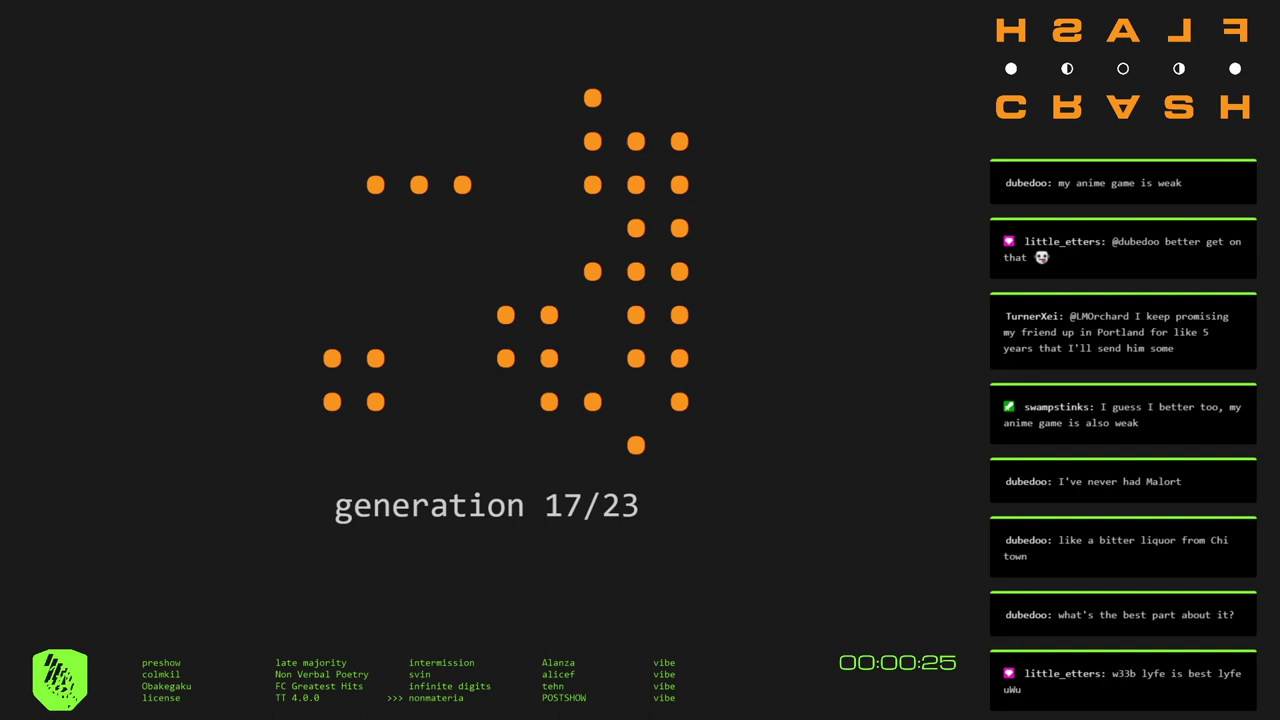 FLASH
CRASH
dubedoo: my anime game is weak
little_etters: @dubedoo better get on
that
TurnerXei: @LMOrchard I keep promising
my friend up in Portland for like 5
years that I'll send him some
swampstinks: I guess I better too, my
anime game is also weak
dubedoo: I've never had Malort
dubedoo: like a bitter liquor from Chi
town
dubedoo: what's the best part about it?
little_etters: w33b lyfe is best lyfe
uWu
generation 17/23
preshow
colmkil
Obakegaku
license
late majority
Non Verbal Poetry
FC Greatest Hits
TT 4.0.0
intermission
svin
infinite digits
>>> nonmateria
Alanza
alicef
tehn
POSTSHOW
vibe
vibe
vibe
vibe
00:00:25